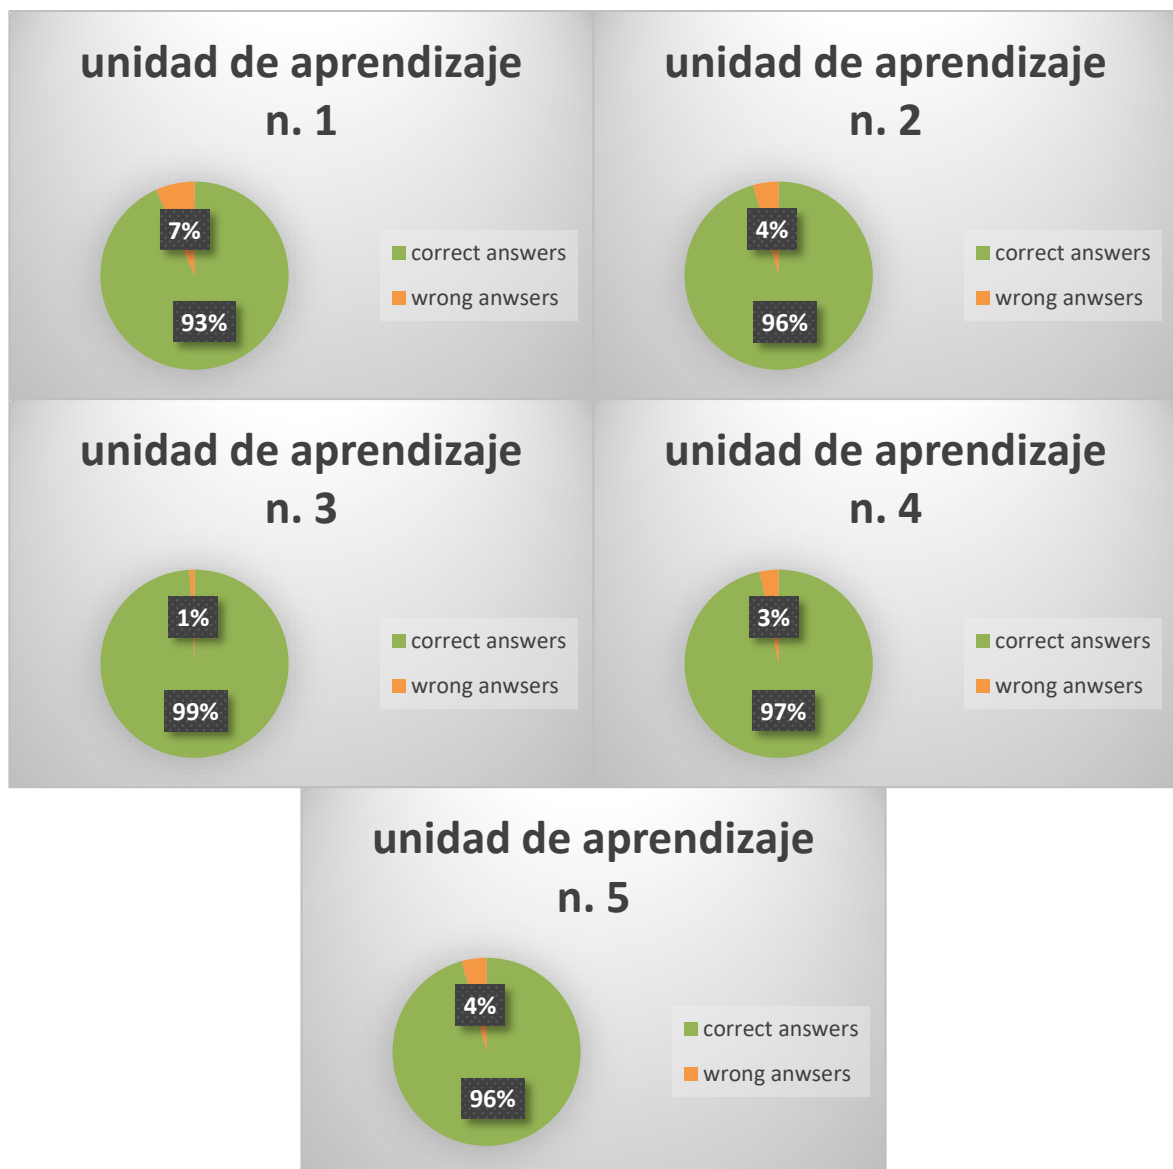 unidad de aprendizaje
n. 1
7%
93%
correct answers
wrong anwsers
unidad de aprendizaje
n. 2
4%
96%
correct answers
wrong anwsers
unidad de aprendizaje
n. 3
1%
99%
correct answers
wrong anwsers
unidad de aprendizaje
n. 4
3%
97%
correct answers
wrong anwsers
unidad de aprendizaje
n. 5
4%
96%
correct answers
wrong anwsers